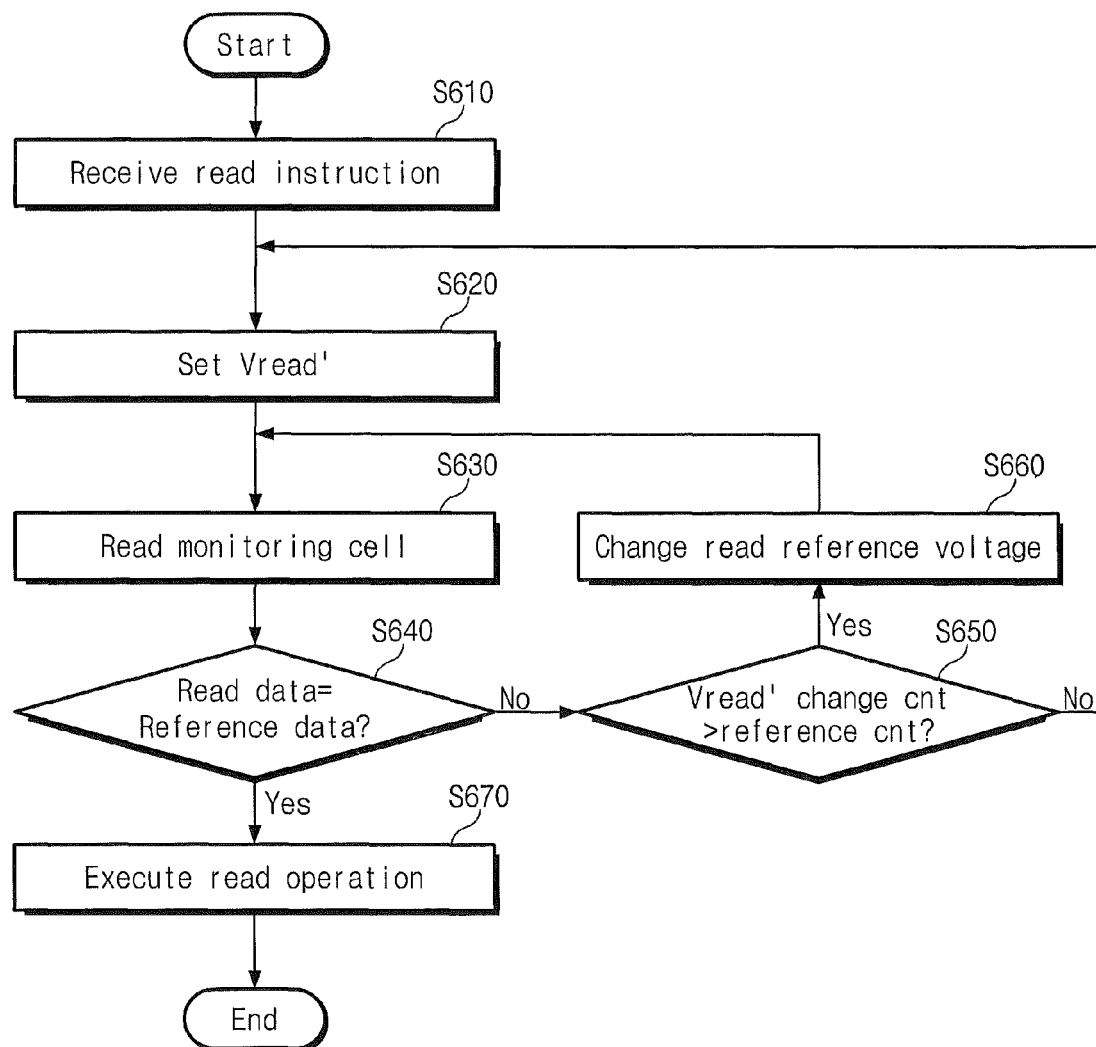 Start
S610
Receive read instruction
S620
Set Vread'
S630
Read monitoring cell
S660
Change read reference voltage
S640
Read data=
Reference data?
No
Yes
S650
Vread' change cnt
>reference cnt?
No
Yes
S670
Execute read operation
End